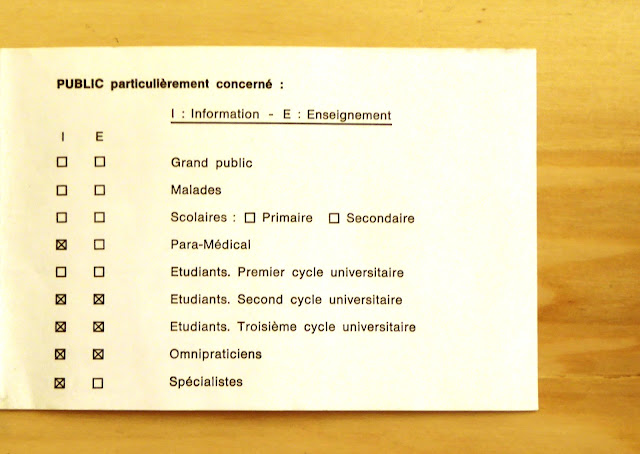 PUBLIC particulièrement concerné :
I : Information - E : Enseignement
I E
☐ ☐ Grand public
☐ ☐ Malades
☐ ☐ Scolaires : ☐ Primaire ☐ Secondaire
☒ ☐ Para-Médical
☐ ☐ Etudiants. Premier cycle universitaire
☒ ☒ Etudiants. Second cycle universitaire
☒ ☒ Etudiants. Troisième cycle universitaire
☒ ☒ Omnipraticiens
☒ ☐ Spécialistes